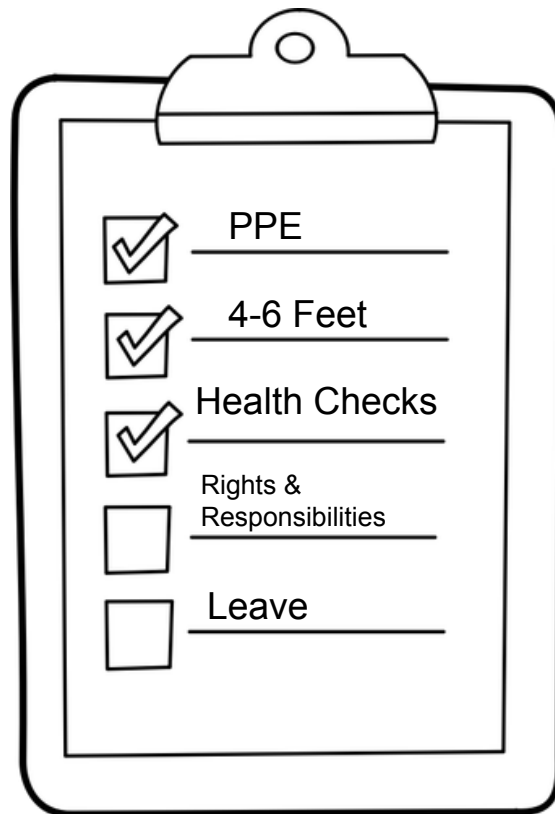 PPE
4-6 Feet
Health Checks
Rights &
Responsibilities
Leave